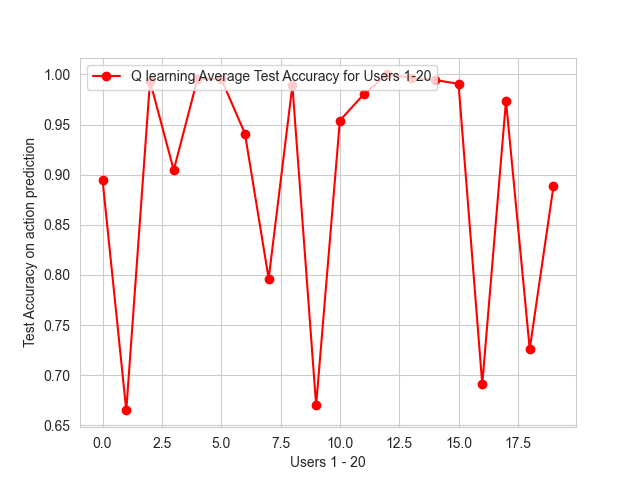 Q learning Average Test Accuracy for Users 1-20
1.00
0.95
0.90
0.85
0.80
0.75
0.70
0.65
Test Accuracy on action prediction
0.0 2.5 5.0 7.5 10.0 12.5 15.0 17.5
Users 1 - 20